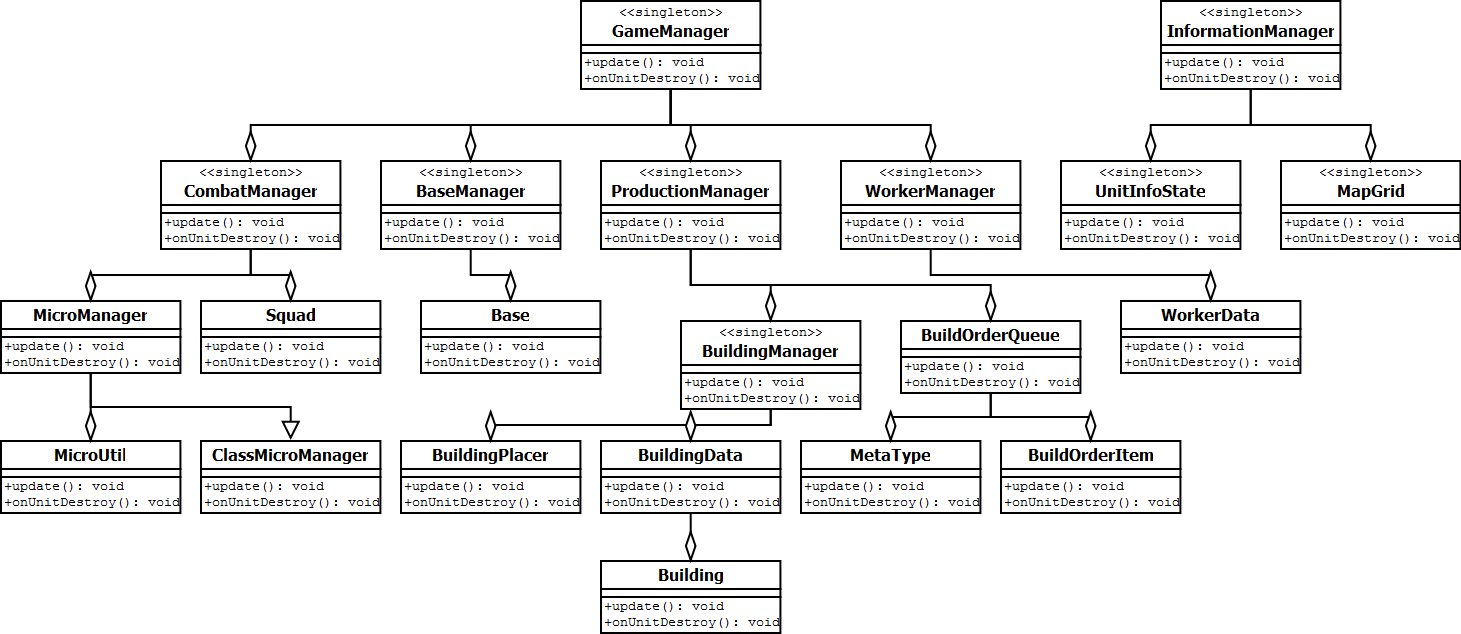 <<singleton>>
GameManager
+update(): void
+onUnitDestroy(): void
<<singleton>>
InformationManager
+update(): void
+onUnitDestroy(): void
<<singleton>>
CombatManager
+update(): void
+onUnitDestroy(): void
<<singleton>>
BaseManager
+update(): void
+onUnitDestroy(): void
<<singleton>>
ProductionManager
+update(): void
+onUnitDestroy(): void
<<singleton>>
WorkerManager
+update(): void
+onUnitDestroy(): void
<<singleton>>
UnitInfoState
+update(): void
+onUnitDestroy(): void
<<singleton>>
MapGrid
+update(): void
+onUnitDestroy(): void
MicroManager
+update(): void
+onUnitDestroy(): void
Squad
+update(): void
+onUnitDestroy(): void
Base
+update(): void
+onUnitDestroy(): void
<<singleton>>
BuildingManager
+update(): void
+onUnitDestroy(): void
BuildOrderQueue
+update(): void
+onUnitDestroy(): void
WorkerData
+update(): void
+onUnitDestroy(): void
MicroUtil
+update(): void
+onUnitDestroy(): void
ClassMicroManager
+update(): void
+onUnitDestroy(): void
BuildingPlacer
+update(): void
+onUnitDestroy(): void
BuildingData
+update(): void
+onUnitDestroy(): void
MetaType
+update(): void
+onUnitDestroy(): void
BuildOrderItem
+update(): void
+onUnitDestroy(): void
Building
+update(): void
+onUnitDestroy(): void